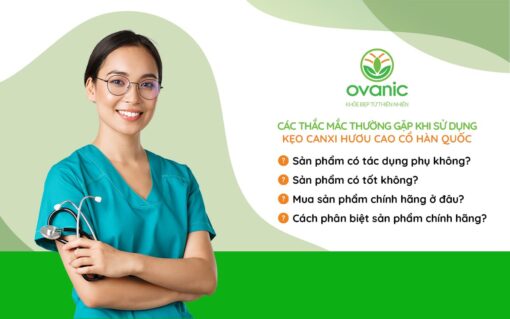 ovanic
KHỎE ĐẸP TỪ THIÊN NHIÊN
CÁC THẮC MẮC THƯỜNG GẶP KHI SỬ DỤNG
KẸO CANXI HƯƠU CAO CỔ HÀN QUỐC
? Sản phẩm có tác dụng phụ không?
? Sản phẩm có tốt không?
? Mua sản phẩm chính hãng ở đâu?
? Cách phân biệt sản phẩm chính hãng?